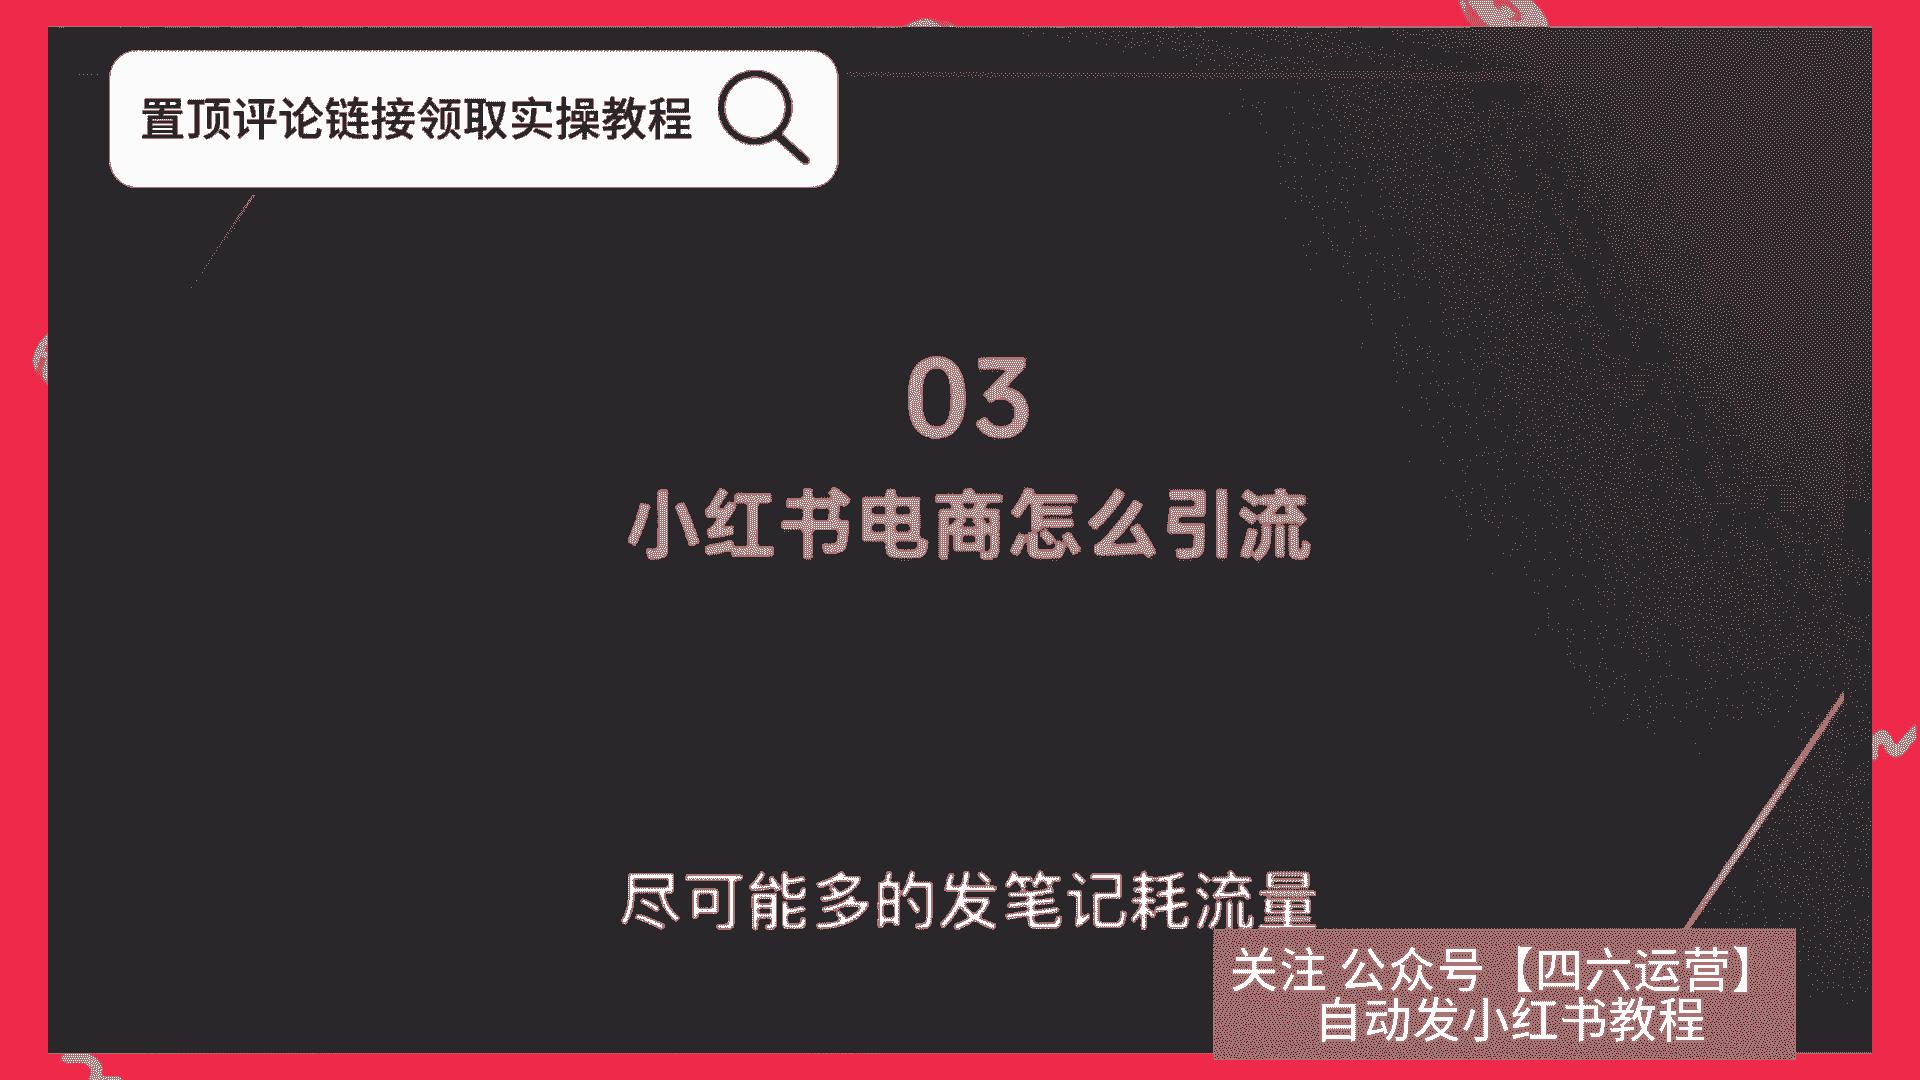 置顶评论链接领取实操教程
03
小红书电商怎么引流
尽可能多的发笔记耗流量
关注 公众号【四六运营】
自动发小红书教程